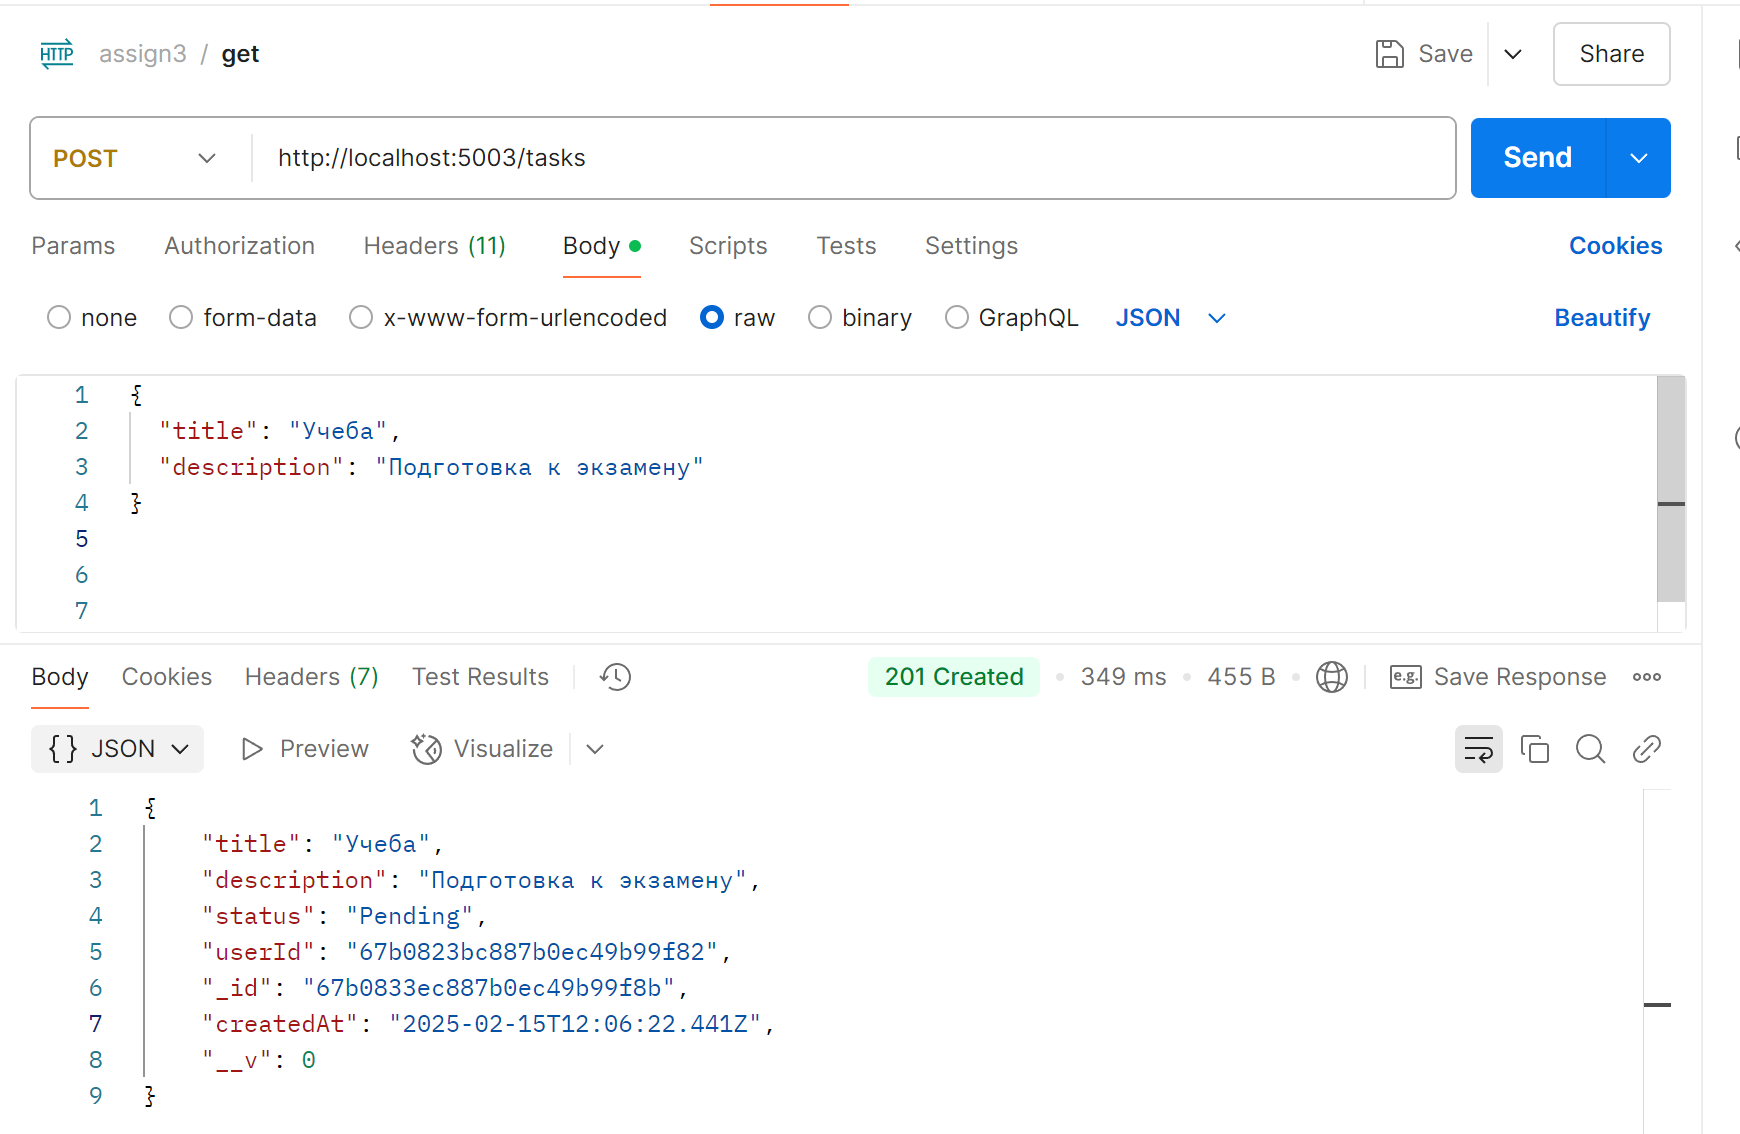 HTTP assign3 / get Save Share
POST http://localhost:5003/tasks Send
Params Authorization Headers (11) Body Scripts Tests Settings Cookies
none form-data x-www-form-urlencoded raw binary GraphQL JSON Beautify
1 {
2 "title": "Учеба",
3 "description": "Подготовка к экзамену"
4 }
5
6
7
Body Cookies Headers (7) Test Results 201 Created • 349 ms • 455 B • e.g. Save Response
{ } JSON Preview Visualize
1 {
2 "title": "Учеба",
3 "description": "Подготовка к экзамену",
4 "status": "Pending",
5 "userId": "67b0823bc887b0ec49b99f82",
6 "_id": "67b0833ec887b0ec49b99f8b",
7 "createdAt": "2025-02-15T12:06:22.441Z",
8 "__v": 0
9 }